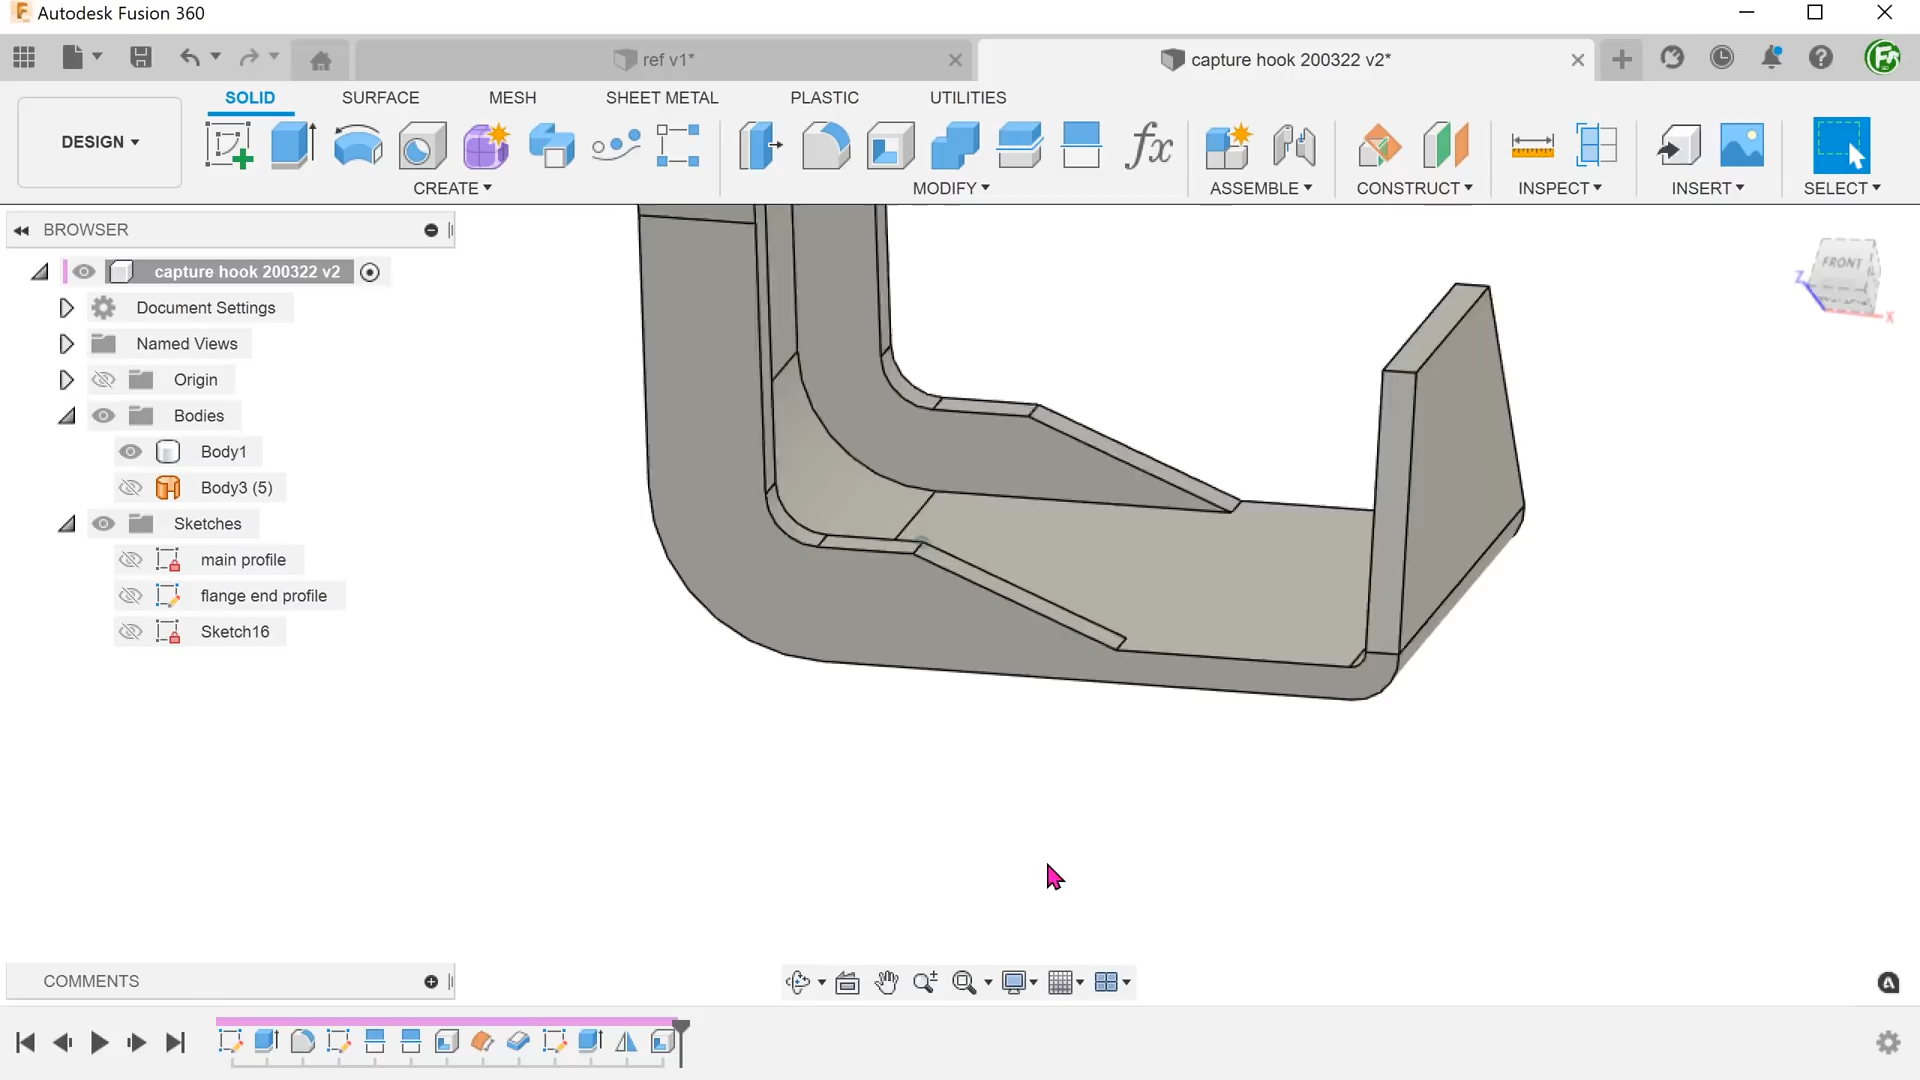 Autodesk Fusion 360
ref v1*
capture hook 200322 v2*
SOLID
SURFACE
MESH
SHEET METAL
PLASTIC
UTILITIES
DESIGN
CREATE
MODIFY
ASSEMBLE
CONSTRUCT
INSPECT
INSERT
SELECT
BROWSER
capture hook 200322 v2
Document Settings
Named Views
Origin
Bodies
Body1
Body3 (5)
Sketches
main profile
flange end profile
Sketch16
FRONT
Z
X
COMMENTS